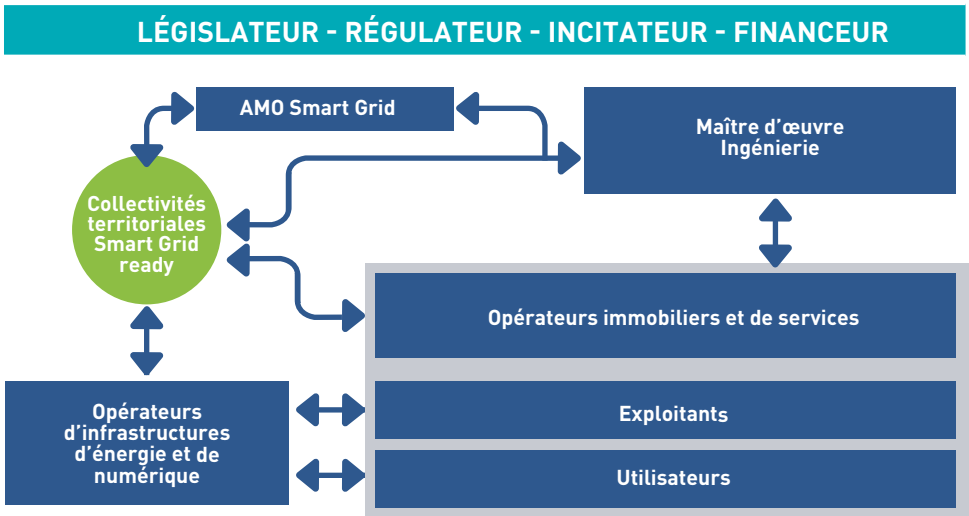 LÉGISLATEUR - RÉGULATEUR - INCITATEUR - FINANCEUR
AMO Smart Grid
Maître d'œuvre
Ingénierie
Collectivités
territoriales
Smart Grid
ready
Opérateurs immobiliers et de services
Opérateurs
d'infrastructures
d'énergie et de
numérique
Exploitants
Utilisateurs